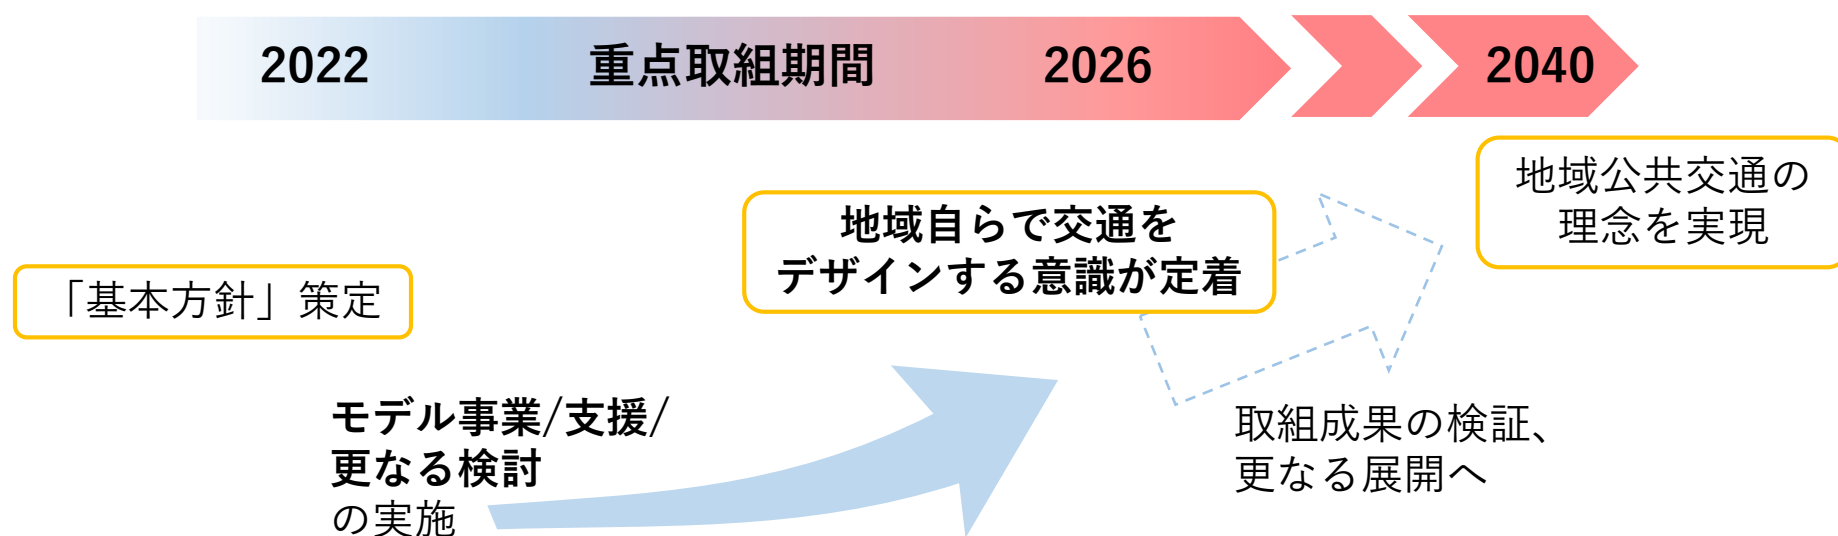 2022 重点取組期間 2026 2040
地域公共交通の
理念を実現
地域自らで交通を
デザインする意識が定着
「基本方針」策定
モデル事業/支援/
更なる検討
の実施
取組成果の検証、
更なる展開へ